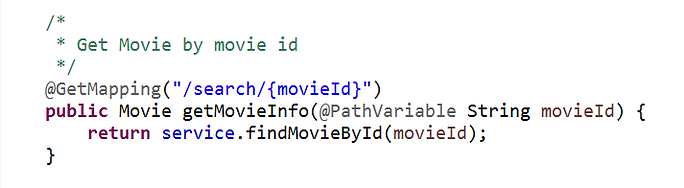 /*
 * Get Movie by movie id
 */
@GetMapping("/search/{movieId}")
public Movie getMovieInfo(@PathVariable String movieId) {
    return service.findMovieById(movieId);
}